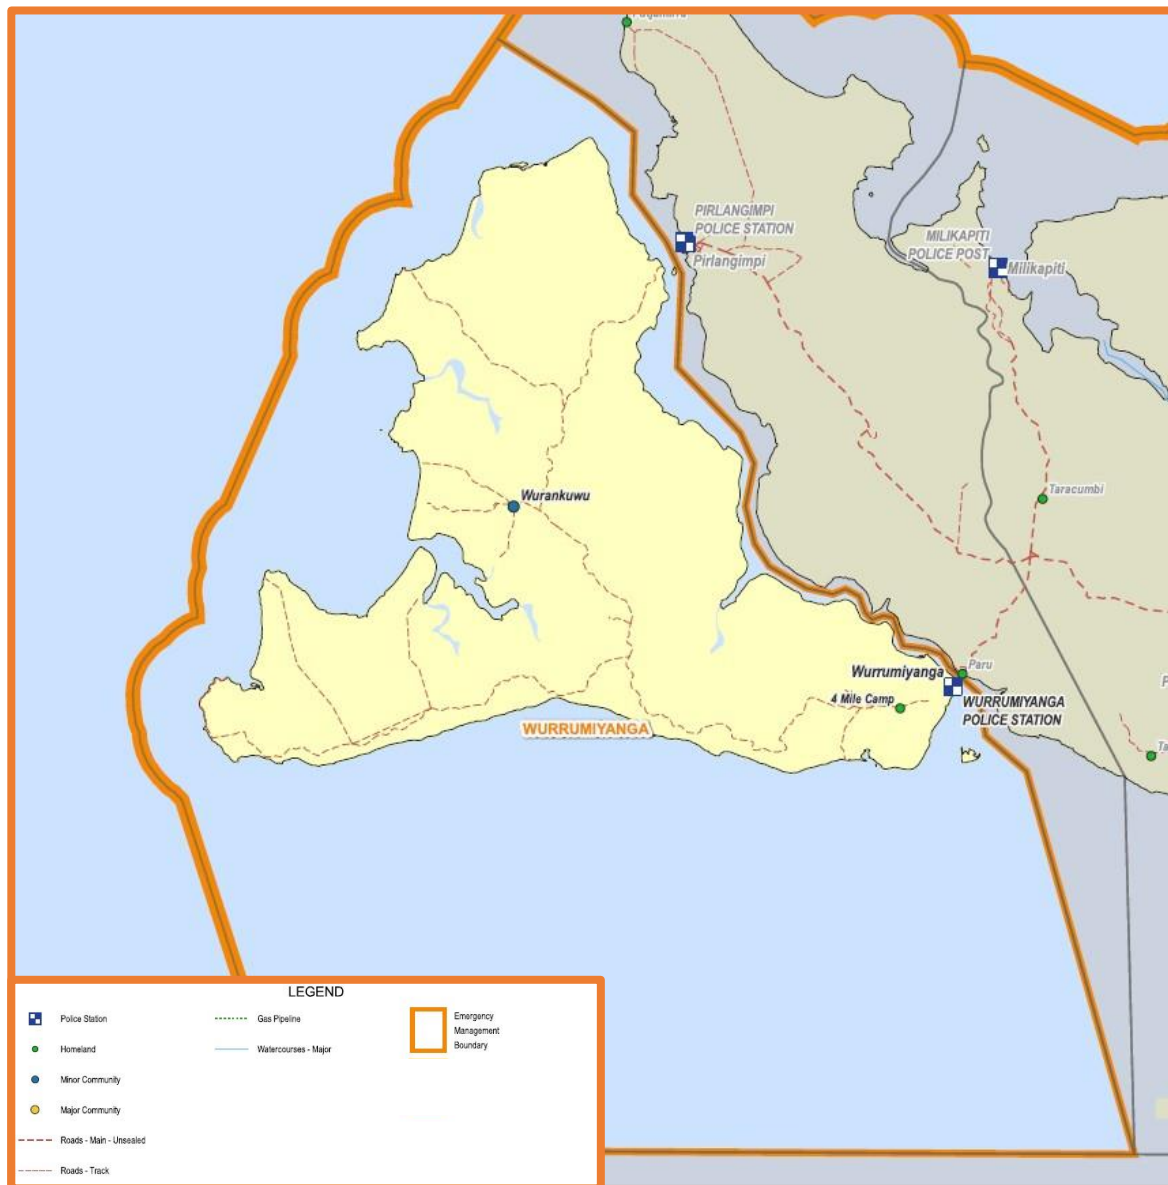 PIRLANGIMPI
POLICE STATION
Pirlangimpi
MILIKAPITI
POLICE POST
Milikapiti
Wurankuwu
Taracumbi
Paru
Wurrumiyanga
4 Mile Camp
WURRUMIYANGA
POLICE STATION
WURRUMIYANGA
LEGEND
Police Station
Homeland
Minor Community
Major Community
Roads - Main - Unsealed
Roads - Track
Gas Pipeline
Watercourses - Major
Emergency
Management
Boundary